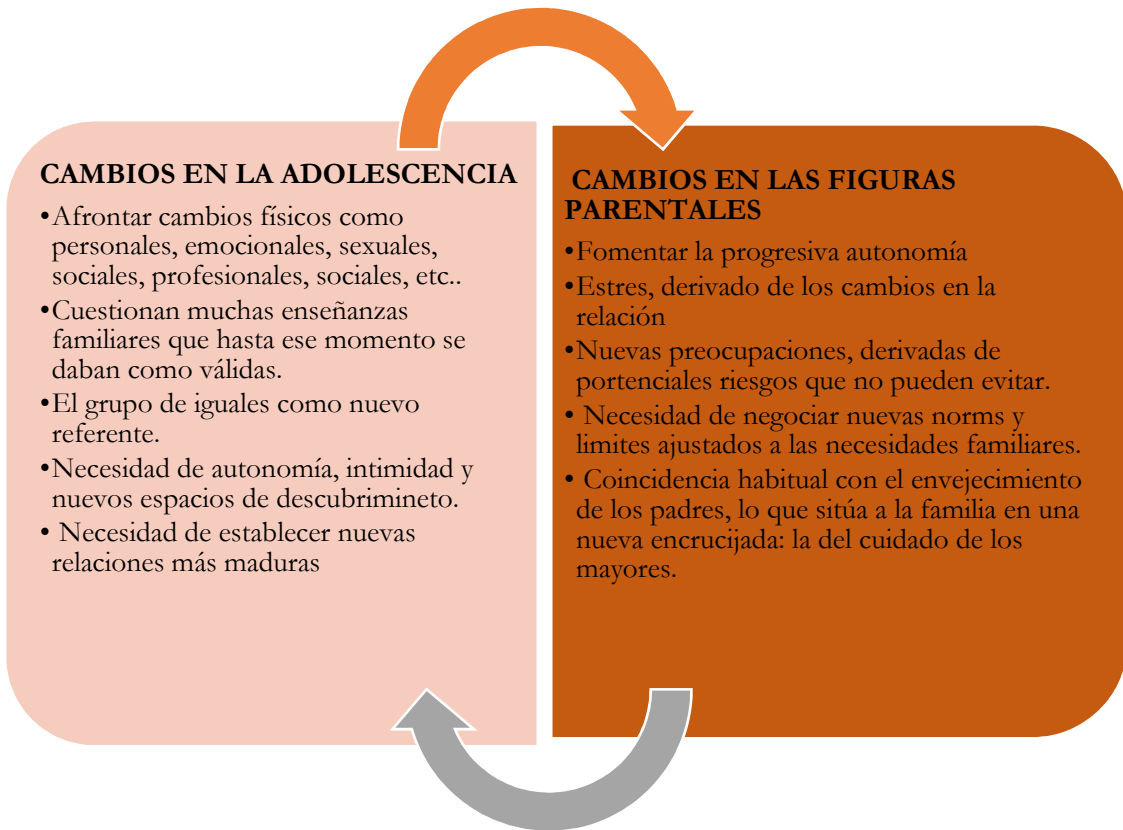 CAMBIOS EN LA ADOLESCENCIA
•Afrontar cambios físicos como
personales, emocionales, sexuales,
sociales, profesionales, sociales, etc..
•Cuestionan muchas enseñanzas
familiares que hasta ese momento se
daban como válidas.
•El grupo de iguales como nuevo
referente.
•Necesidad de autonomía, intimidad y
nuevos espacios de descubrimineto.
• Necesidad de establecer nuevas
relaciones más maduras
CAMBIOS EN LAS FIGURAS
PARENTALES
•Fomentar la progresiva autonomía
•Estres, derivado de los cambios en la
relación
•Nuevas preocupaciones, derivadas de
portenciales riesgos que no pueden evitar.
• Necesidad de negociar nuevas norms y
limites ajustados a las necesidades familiares.
• Coincidencia habitual con el envejecimiento
de los padres, lo que sitúa a la familia en una
nueva encrucijada: la del cuidado de los
mayores.